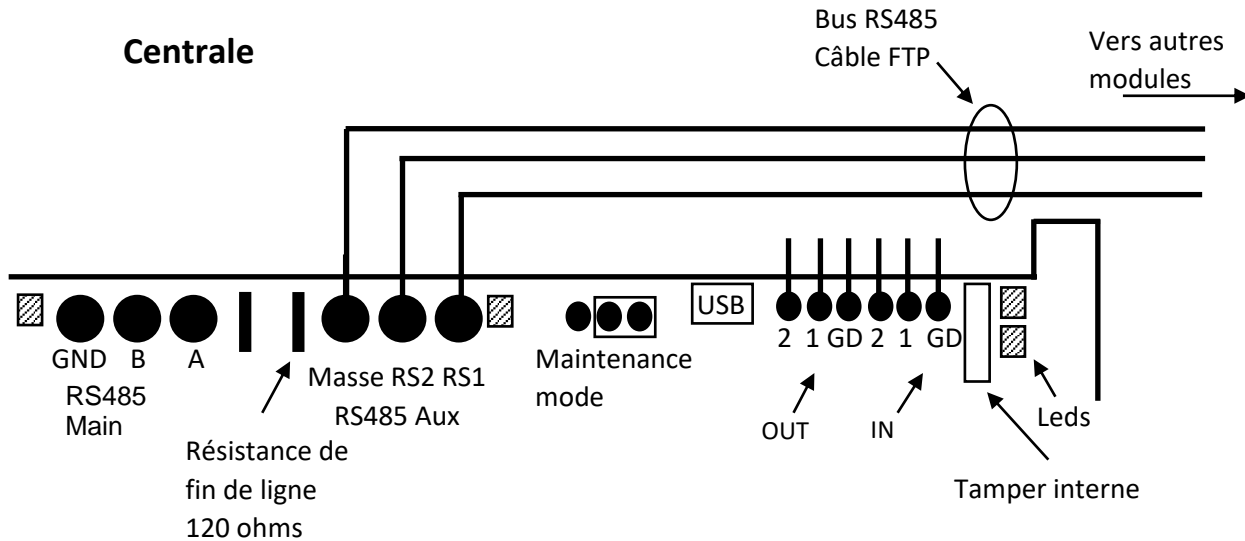 Centrale
Bus RS485
Câble FTP
Vers autres
modules
USB
GND B A
RS485
Main
Masse RS2 RS1
RS485 Aux
Résistance de
fin de ligne
120 ohms
Maintenance
mode
2 1 GD 2 1 GD
OUT
IN
Leds
Tamper interne